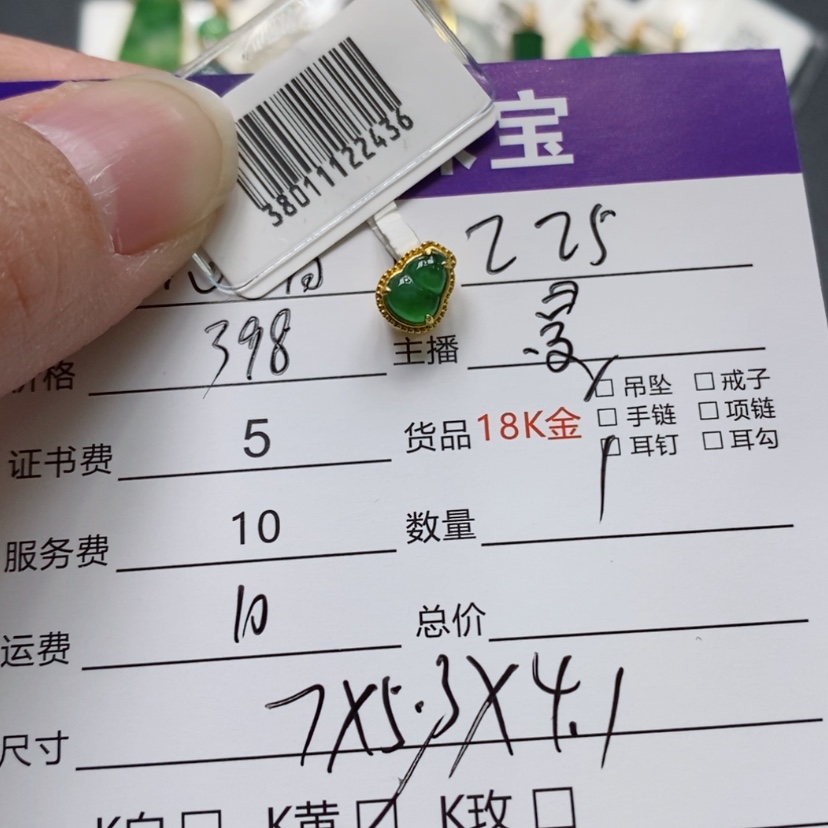 38011122436
宝
225
价格 398 主播
☐ 吊坠 ☐ 戒子
证书费 5 货品 18K金 ☐ 手链 ☐ 项链
☐ 耳钉 ☐ 耳勾
服务费 10 数量 1
运费 10 总价
尺寸 7X5.3X4.1
K白 ☐ K黄 ☑ K玫 ☐